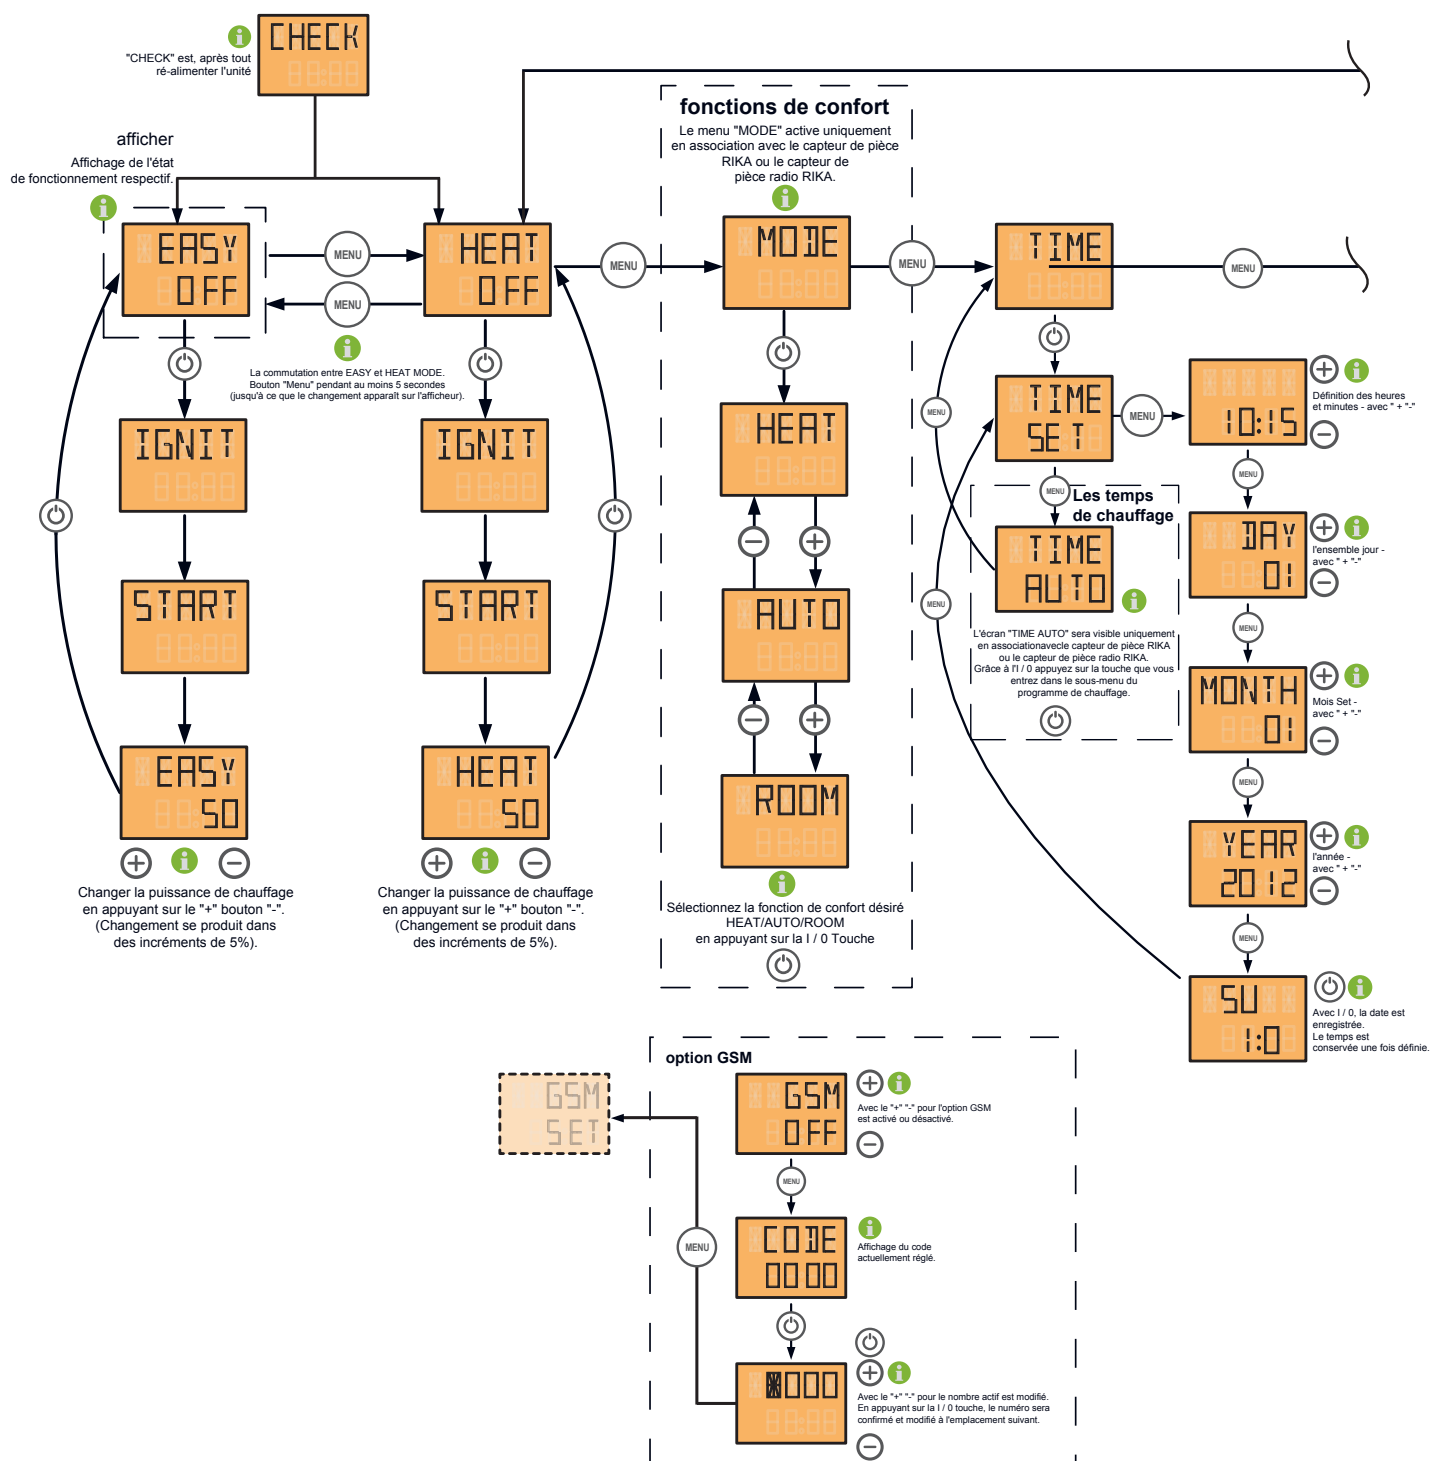 CHECK
"CHECK" est, après tout
ré-alimenter l'unité
afficher
Affichage de l'état
de fonctionnement respectif.
EASY
OFF
MENU
MENU
HEAT
OFF
La commutation entre EASY et HEAT MODE.
Bouton "Menu" pendant au moins 5 secondes
(jusqu'à ce que le changement apparaît sur l'afficheur).
IGNIT
START
EASY
50
Changer la puissance de chauffage
en appuyant sur le "+" bouton "-".
(Changement se produit dans
des incréments de 5%).
IGNIT
START
HEAT
50
Changer la puissance de chauffage
en appuyant sur le "+" bouton "-".
(Changement se produit dans
des incréments de 5%).
MENU
fonctions de confort
Le menu "MODE" active uniquement
en association avec le capteur de pièce
RIKA ou le capteur de
pièce radio RIKA.
MODE
HEAT
AUTO
ROOM
Sélectionnez la fonction de confort désiré
HEAT/AUTO/ROOM
en appuyant sur la I / 0 Touche
MENU
TIME
MENU
TIME
SET
MENU
MENU
MENU
MENU
Les temps
de chauffage
TIME
AUTO
L'écran "TIME AUTO" sera visible uniquement
en associationavecle capteur de pièce RIKA
ou le capteur de pièce radio RIKA.
Grâce à l'I / 0 appuyez sur la touche que vous
entrez dans le sous-menu du
programme de chauffage.
10:15
Définition des heures
et minutes - avec " + "-"
MENU
DAY
01
l'ensemble jour -
avec " + "-"
MENU
MONTH
01
Mois Set -
avec " + "-"
MENU
YEAR
2012
l'année -
avec " + "-"
MENU
SU
1:0
Avec I / 0, la date est
enregistrée.
Le temps est
conservée une fois définie.
option GSM
GSM
SET
GSM
OFF
Avec le "+" "-" pour l'option GSM
est activé ou désactivé.
MENU
MENU
CODE
0000
Affichage du code
actuellement réglé.
000
Avec le "+" "-" pour le nombre actif est modifié.
En appuyant sur la I / 0 touche, le numéro sera
confirmé et modifié à l'emplacement suivant.